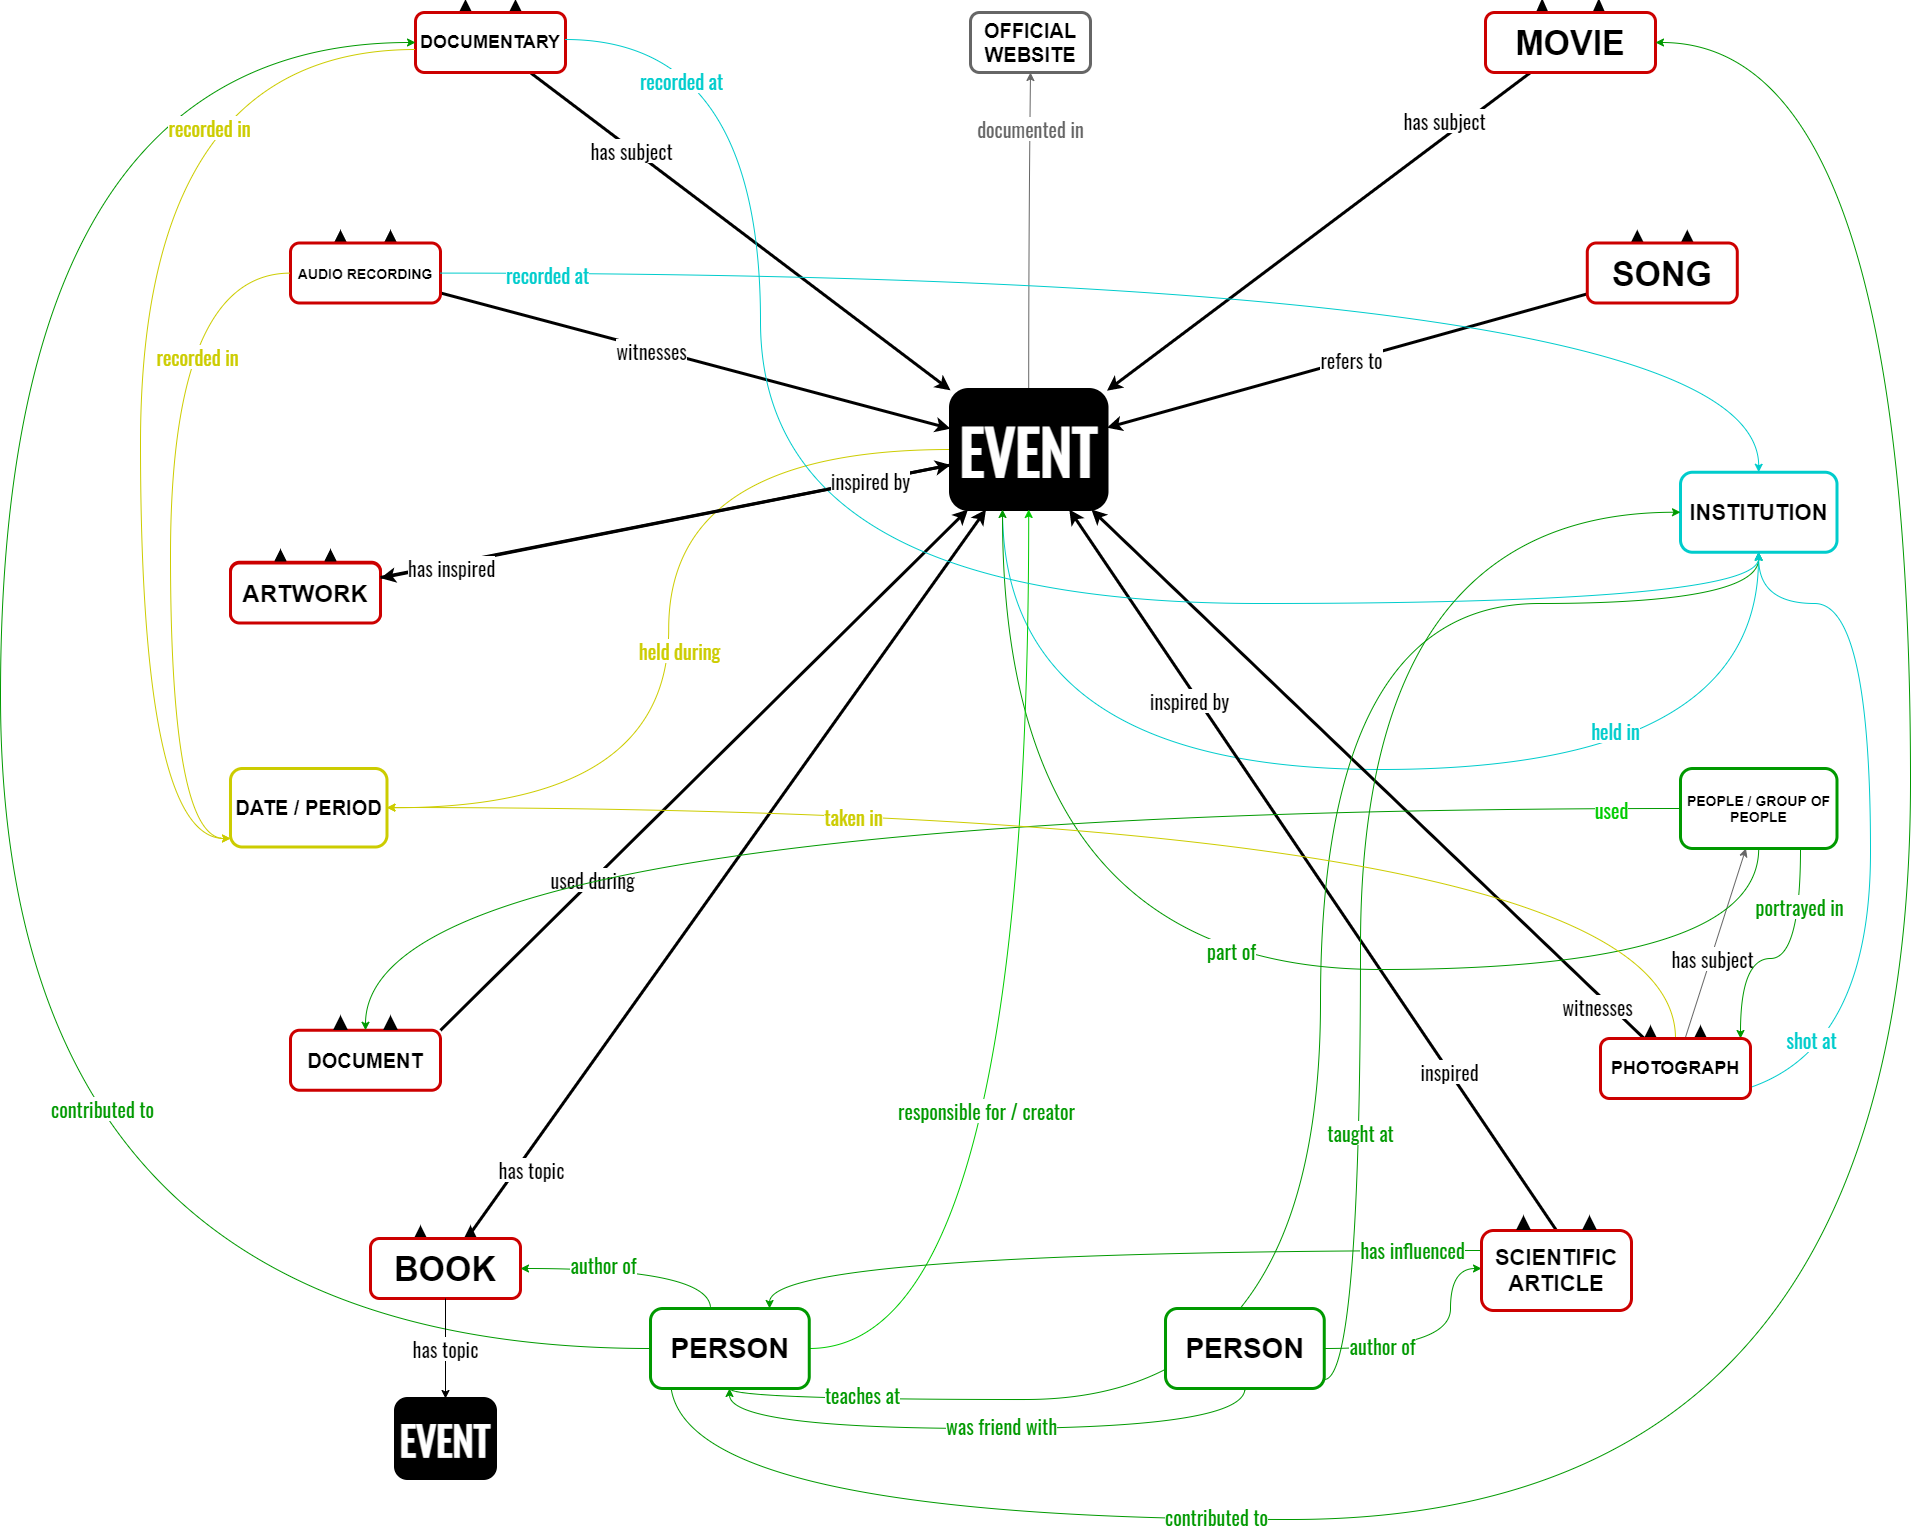 DOCUMENTARY
OFFICIAL
WEBSITE
MOVIE
recorded at
has subject
recorded in
documented in
has subject
AUDIO RECORDING
recorded at
SONG
witnesses
recorded in
refers to
EVENT
inspired by
INSTITUTION
has inspired
ARTWORK
held during
inspired by
held in
DATE / PERIOD
taken in
used
PEOPLE / GROUP OF
PEOPLE
used during
portrayed in
part of
has subject
witnesses
shot at
DOCUMENT
PHOTOGRAPH
inspired
contributed to
responsible for / creator
taught at
has topic
BOOK
author of
has influenced
SCIENTIFIC
ARTICLE
has topic
PERSON
PERSON
author of
teaches at
was friend with
EVENT
contributed to